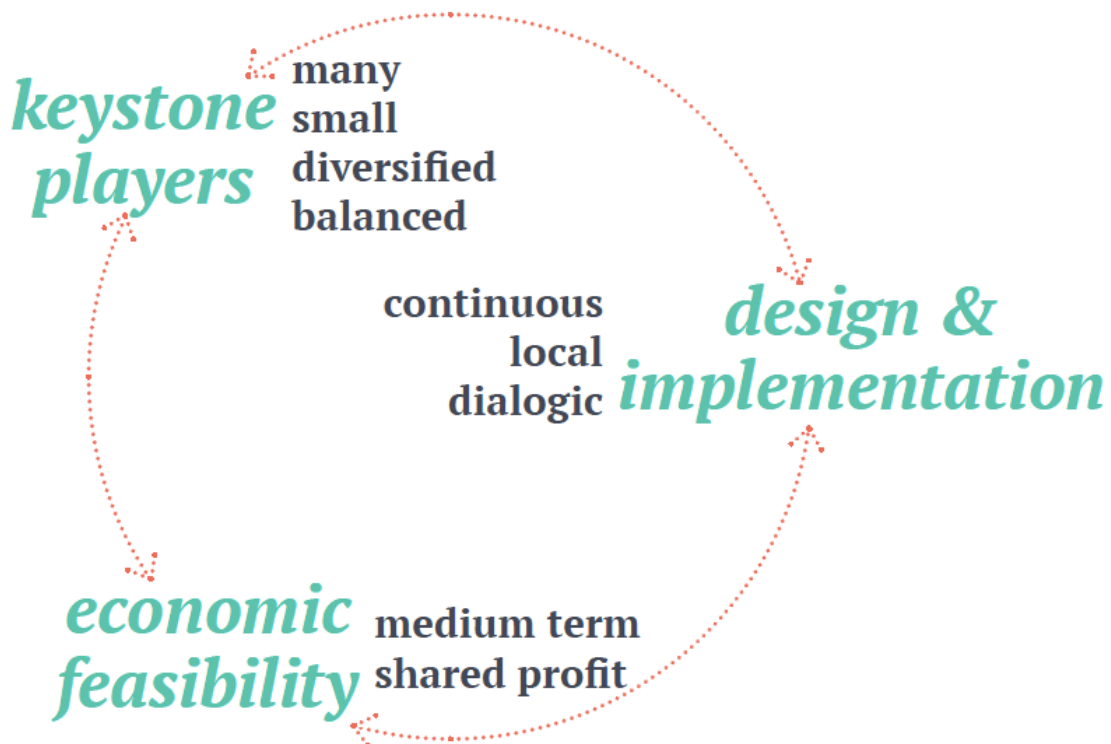 keystone
players
many
small
diversified
balanced
continuous
local
dialogic
design &
implementation
economic
feasibility
medium term
shared profit